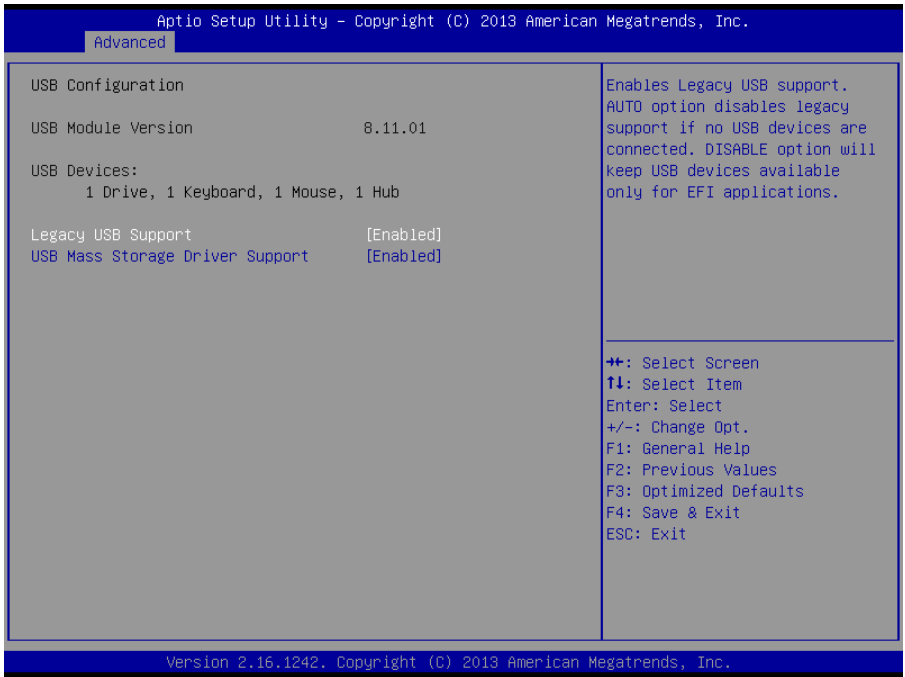 Aptio Setup Utility – Copyright (C) 2013 American Megatrends, Inc.
Advanced
USB Configuration
USB Module Version 8.11.01
USB Devices:
1 Drive, 1 Keyboard, 1 Mouse, 1 Hub
Legacy USB Support [Enabled]
USB Mass Storage Driver Support [Enabled]
Enables Legacy USB support.
AUTO option disables legacy
support if no USB devices are
connected. DISABLE option will
keep USB devices available
only for EFI applications.
→←: Select Screen
↑↓: Select Item
Enter: Select
+/-: Change Opt.
F1: General Help
F2: Previous Values
F3: Optimized Defaults
F4: Save & Exit
ESC: Exit
Version 2.16.1242. Copyright (C) 2013 American Megatrends, Inc.